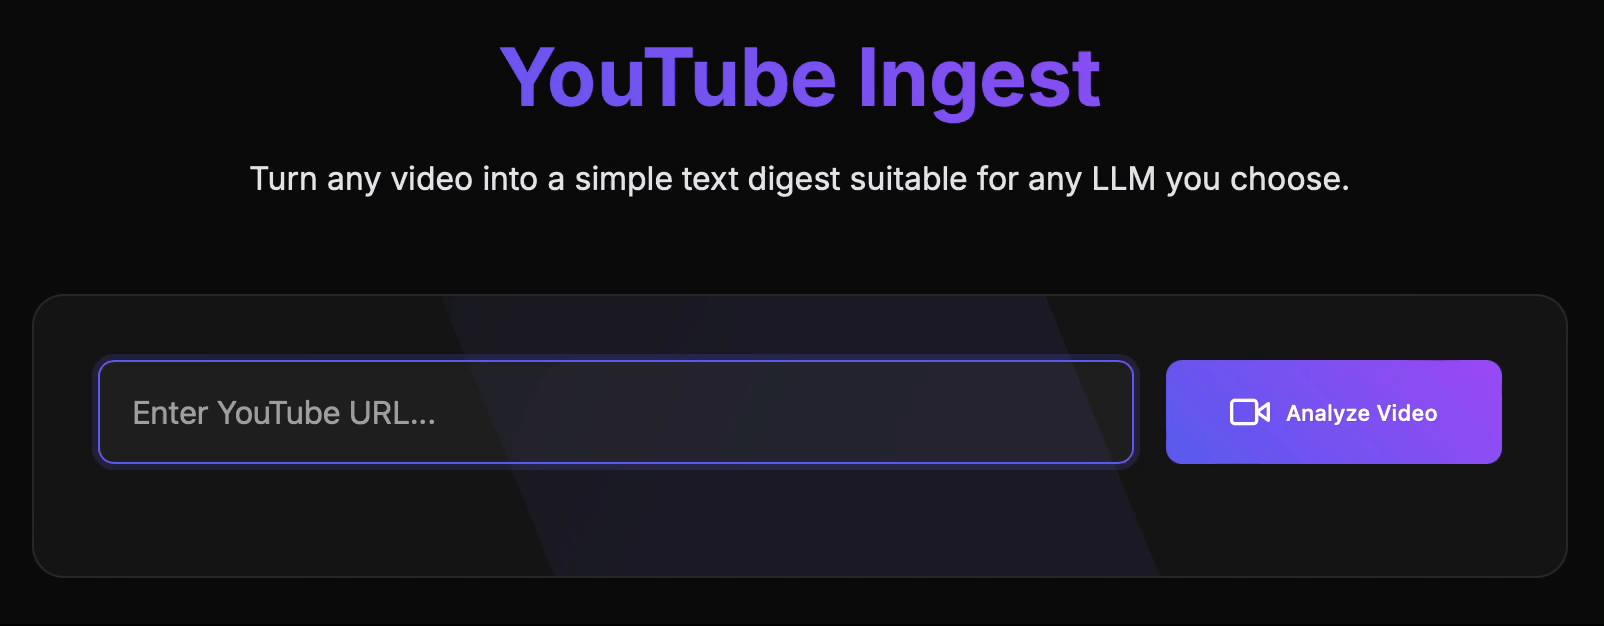 YouTube Ingest
Turn any video into a simple text digest suitable for any LLM you choose.
Enter YouTube URL...
Analyze Video